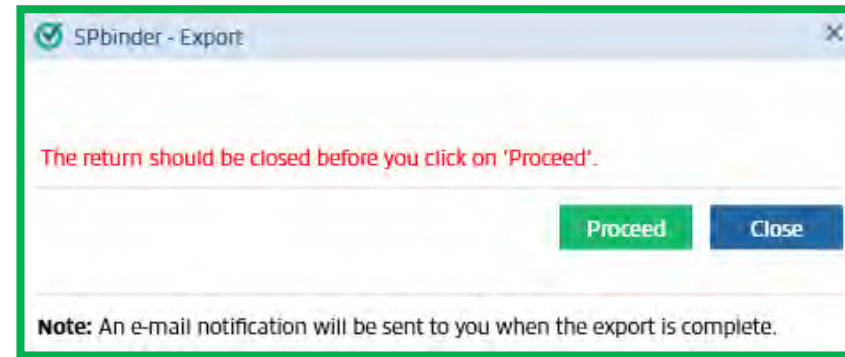 SPbinder - Export
The return should be closed before you click on 'Proceed'.
Proceed Close
Note: An e-mail notification will be sent to you when the export is complete.